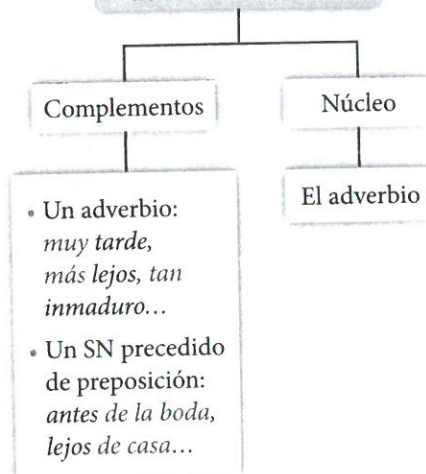 Complementos
Núcleo
• Un adverbio:
muy tarde,
más lejos, tan
inmaduro...
• Un SN precedido
de preposición:
antes de la boda,
lejos de casa...
El adverbio